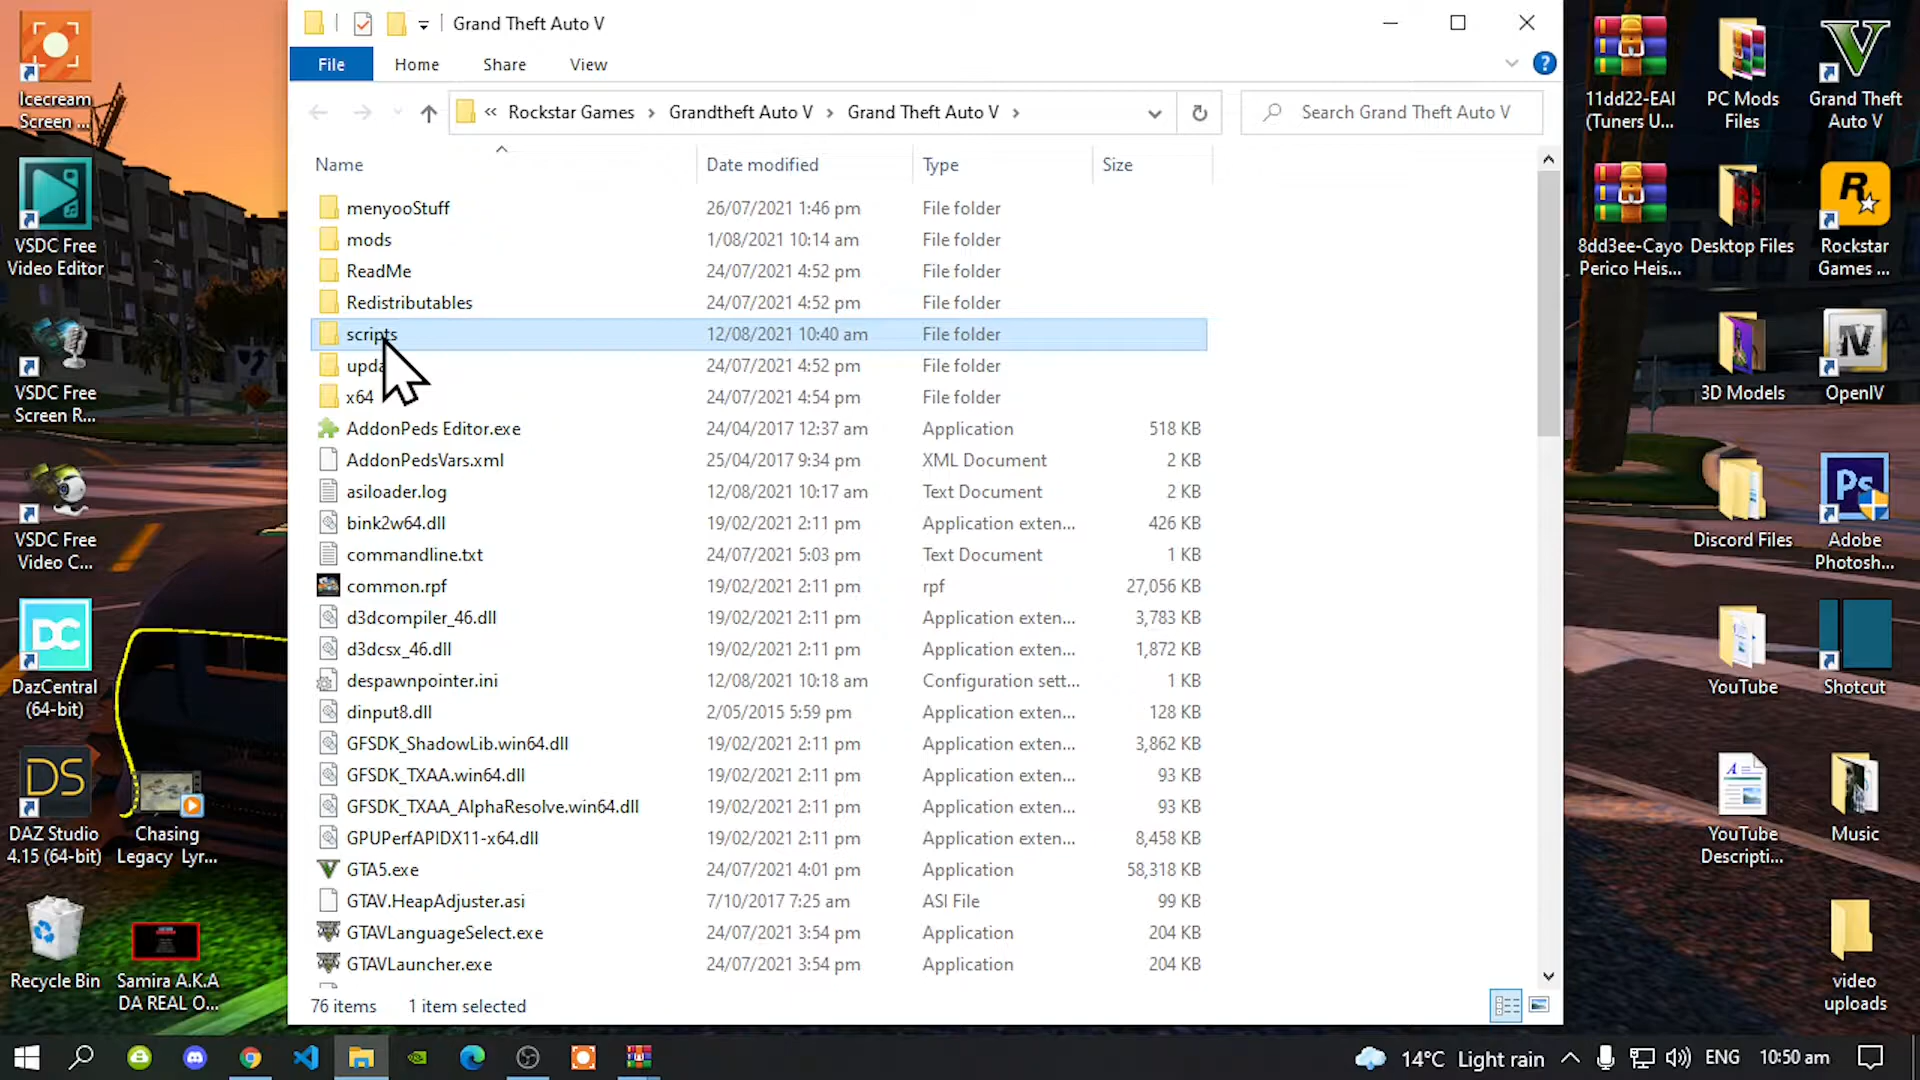 Grand Theft Auto V
File
Home
Share
View
Rockstar Games
Grandtheft Auto V
Grand Theft Auto V
Search Grand Theft Auto V
Name
Date modified
Type
Size
menyooStuff 26/07/2021 1:46 pm File folder
mods 1/08/2021 10:14 am File folder
ReadMe 24/07/2021 4:52 pm File folder
Redistributables 24/07/2021 4:52 pm File folder
scripts 12/08/2021 10:40 am File folder
upda 24/07/2021 4:52 pm File folder
x64 24/07/2021 4:54 pm File folder
AddonPeds Editor.exe 24/04/2017 12:37 am Application 518 KB
AddonPedsVars.xml 25/04/2017 9:34 pm XML Document 2 KB
asiloader.log 12/08/2021 10:17 am Text Document 2 KB
bink2w64.dll 19/02/2021 2:11 pm Application exten... 426 KB
commandline.txt 24/07/2021 5:03 pm Text Document 1 KB
common.rpf 19/02/2021 2:11 pm rpf 27,056 KB
d3dcompiler_46.dll 19/02/2021 2:11 pm Application exten... 3,783 KB
d3dcsx_46.dll 19/02/2021 2:11 pm Application exten... 1,872 KB
despawnpointer.ini 12/08/2021 10:18 am Configuration sett... 1 KB
dinput8.dll 2/05/2015 5:59 pm Application exten... 128 KB
GFSDK_ShadowLib.win64.dll 19/02/2021 2:11 pm Application exten... 3,862 KB
GFSDK_TXAA.win64.dll 19/02/2021 2:11 pm Application exten... 93 KB
GFSDK_TXAA_AlphaResolve.win64.dll 19/02/2021 2:11 pm Application exten... 93 KB
GPUPerfAPIDX11-x64.dll 19/02/2021 2:11 pm Application exten... 8,458 KB
GTA5.exe 24/07/2021 4:01 pm Application 58,318 KB
GTAV.HeapAdjuster.asi 7/10/2017 7:25 am ASI File 99 KB
GTAVLanguageSelect.exe 24/07/2021 3:54 pm Application 204 KB
GTAVLauncher.exe 24/07/2021 3:54 pm Application 204 KB
76 items
1 item selected
Icecream
Screen ...
VSDC Free
Video Editor
VSDC Free
Screen R...
VSDC Free
Video C...
DC
DazCentral
(64-bit)
DS
DAZ Studio
4.15 (64-bit)
Chasing
Legacy Lyr...
Recycle Bin
Samira A.K.A
DA REAL O...
11dd22-EAI
(Tuners U...
PC Mods
Files
Grand Theft
Auto V
8dd3ee-Cayo
Perico Heis...
Desktop Files
Rockstar
Games ...
3D Models
OpenIV
Discord Files
Ps
Adobe
Photosh...
YouTube
Shotcut
YouTube
Descripti...
Music
video
uploads
14°C Light rain
ENG
10:50 am